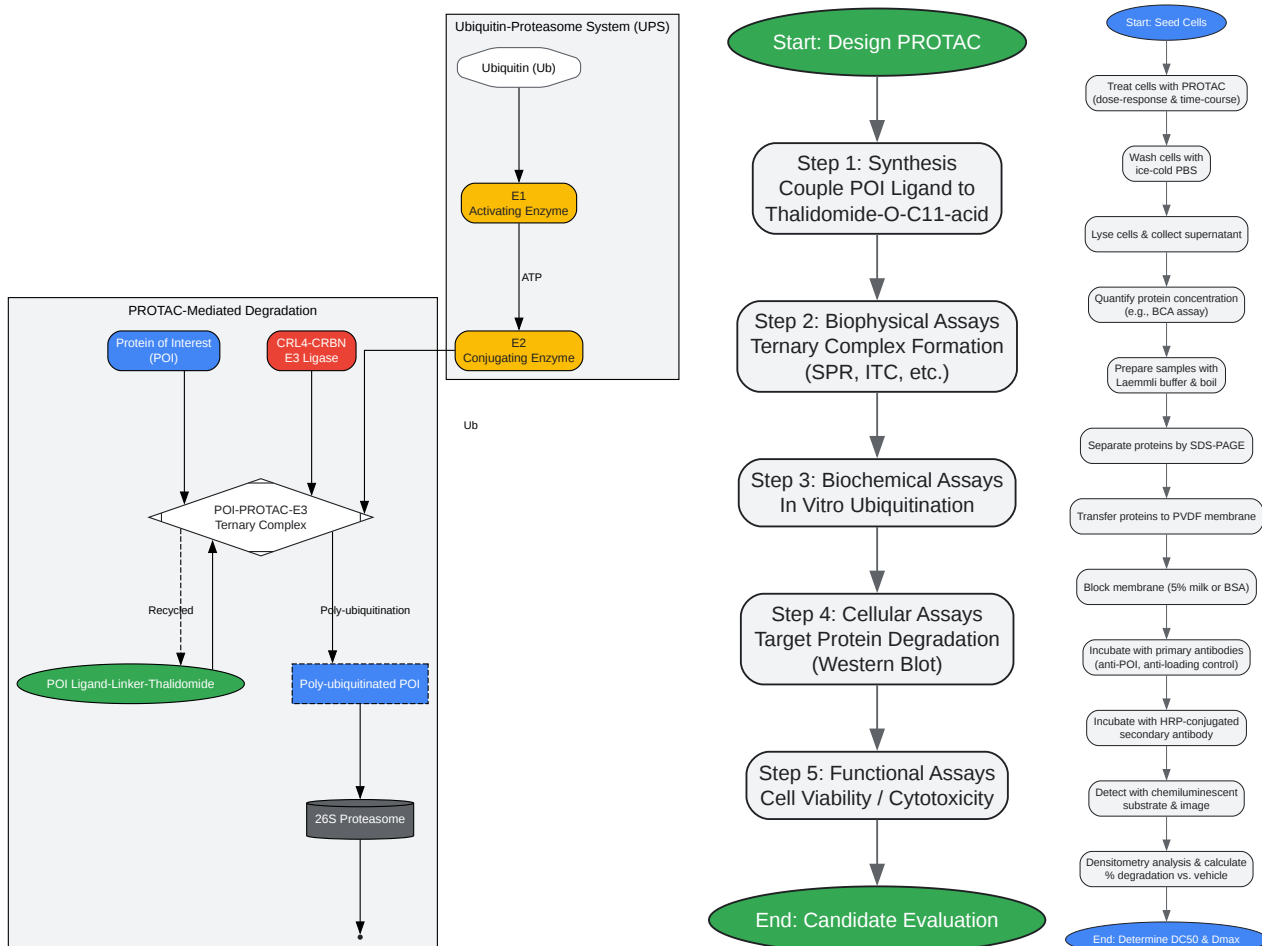 Ubiquitin-Proteasome System (UPS)
Ubiquitin (Ub)
E1
Activating Enzyme
ATP
E2
Conjugating Enzyme
Ub
PROTAC-Mediated Degradation
Protein of Interest
(POI)
CRL4-CRBN
E3 Ligase
POI-PROTAC-E3
Ternary Complex
Recycled
Poly-ubiquitination
POI Ligand-Linker-Thalidomide
Poly-ubiquitinated POI
26S Proteasome
Start: Design PROTAC
Step 1: Synthesis
Couple POI Ligand to
Thalidomide-O-C11-acid
Step 2: Biophysical Assays
Ternary Complex Formation
(SPR, ITC, etc.)
Step 3: Biochemical Assays
In Vitro Ubiquitination
Step 4: Cellular Assays
Target Protein Degradation
(Western Blot)
Step 5: Functional Assays
Cell Viability / Cytotoxicity
End: Candidate Evaluation
Start: Seed Cells
Treat cells with PROTAC
(dose-response & time-course)
Wash cells with
ice-cold PBS
Lyse cells & collect supernatant
Quantify protein concentration
(e.g., BCA assay)
Prepare samples with
Laemmli buffer & boil
Separate proteins by SDS-PAGE
Transfer proteins to PVDF membrane
Block membrane (5% milk or BSA)
Incubate with primary antibodies
(anti-POI, anti-loading control)
Incubate with HRP-conjugated
secondary antibody
Detect with chemiluminescent
substrate & image
Densitometry analysis & calculate
% degradation vs. vehicle
End: Determine DC50 & Dmax